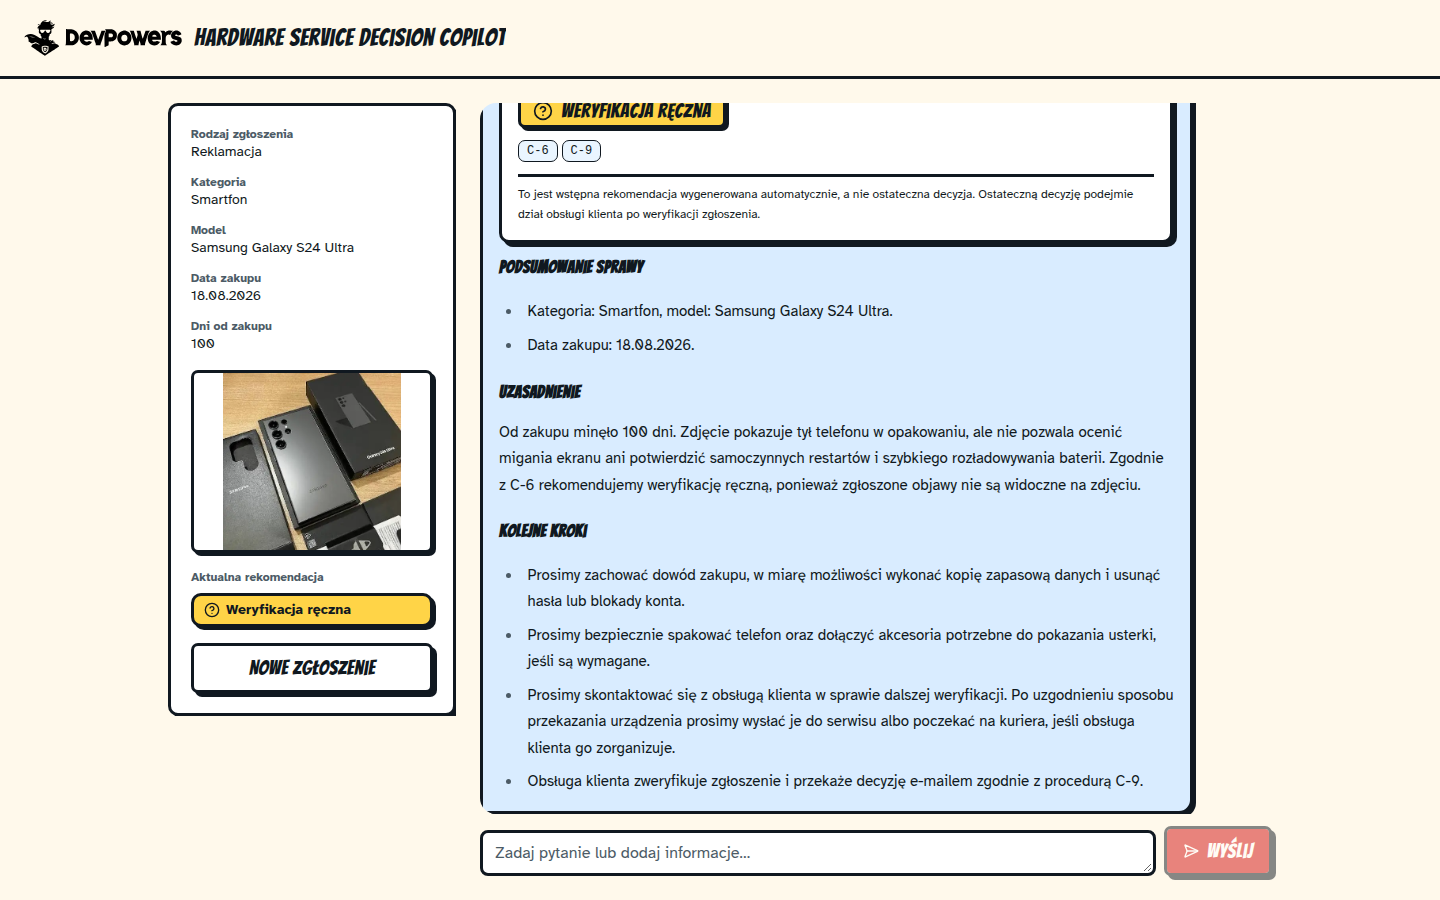 DevPowers HARDWARE SERVICE DECISION COPILOT
Rodzaj zgłoszenia
Reklamacja
Kategoria
Smartfon
Model
Samsung Galaxy S24 Ultra
Data zakupu
18.08.2026
Dni od zakupu
100
Aktualna rekomendacja
Weryfikacja ręczna
NOWE ZGŁOSZENIE
WERYFIKACJA RĘCZNA
C-6 C-9
To jest wstępna rekomendacja wygenerowana automatycznie, a nie ostateczna decyzja. Ostateczną decyzję podejmie
dział obsługi klienta po weryfikacji zgłoszenia.
PODSUMOWANIE SPRAWY
Kategoria: Smartfon, model: Samsung Galaxy S24 Ultra.
Data zakupu: 18.08.2026.
UZASADNIENIE
Od zakupu minęło 100 dni. Zdjęcie pokazuje tył telefonu w opakowaniu, ale nie pozwala ocenić
migania ekranu ani potwierdzić samoczynnych restartów i szybkiego rozładowywania baterii. Zgodnie
z C-6 rekomendujemy weryfikację ręczną, ponieważ zgłoszone objawy nie są widoczne na zdjęciu.
KOLEJNE KROKI
Prosimy zachować dowód zakupu, w miarę możliwości wykonać kopię zapasową danych i usunąć
hasła lub blokady konta.
Prosimy bezpiecznie spakować telefon oraz dołączyć akcesoria potrzebne do pokazania usterki,
jeśli są wymagane.
Prosimy skontaktować się z obsługą klienta w sprawie dalszej weryfikacji. Po uzgodnieniu sposobu
przekazania urządzenia prosimy wysłać je do serwisu albo poczekać na kuriera, jeśli obsługa
klienta go zorganizuje.
Obsługa klienta zweryfikuje zgłoszenie i przekaże decyzję e-mailem zgodnie z procedurą C-9.
Zadaj pytanie lub dodaj informacje...
WYŚLIJ